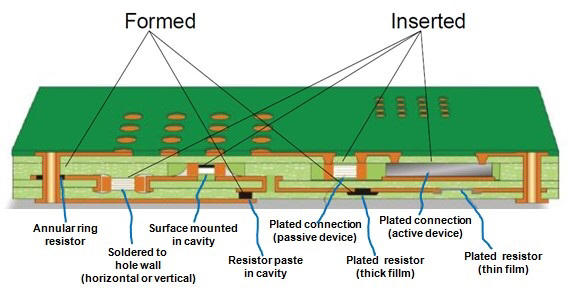 Formed
Inserted
Annular ring
resistor
Soldered to
hole wall
(horizontal or vertical)
Surface mounted
in cavity
Resistor paste
in cavity
Plated connection
(passive device)
Plated resistor
(thick fillm)
Plated connection
(active device)
Plated resistor
(thin film)